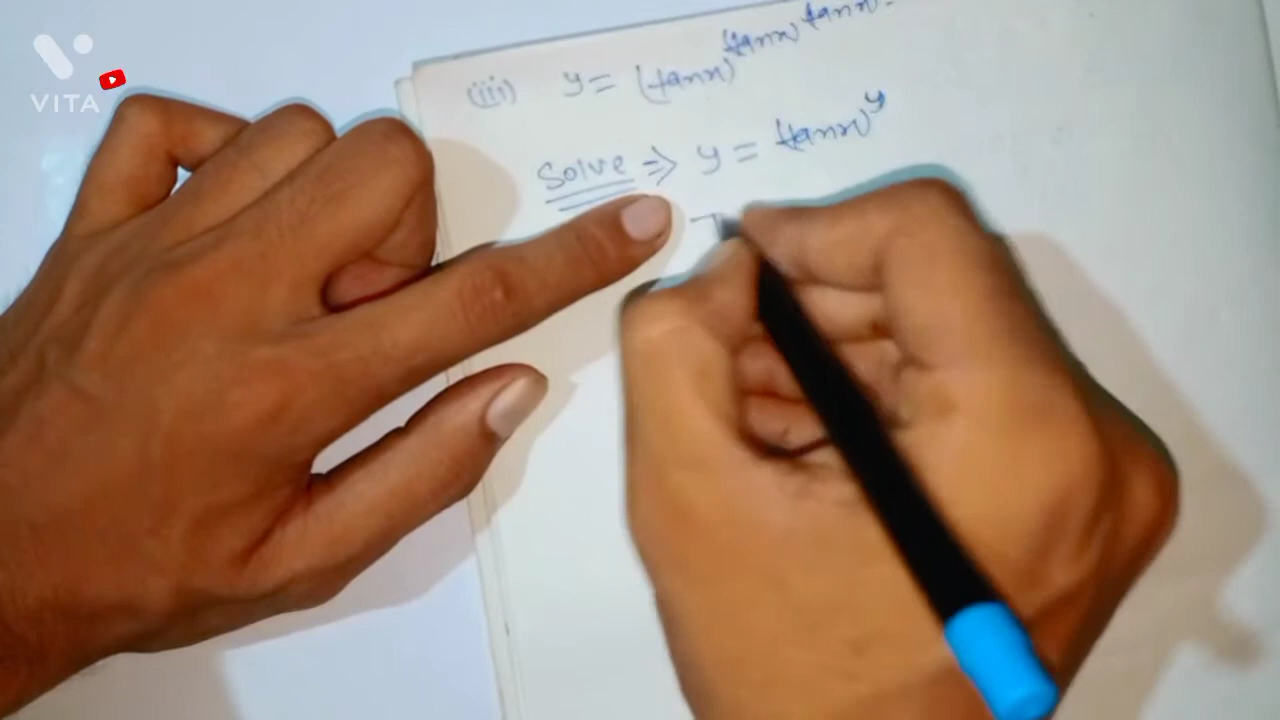 VITA
(iii) y = (tanx)^(tanx)^tanx..
Solve => y = (tanx)^y